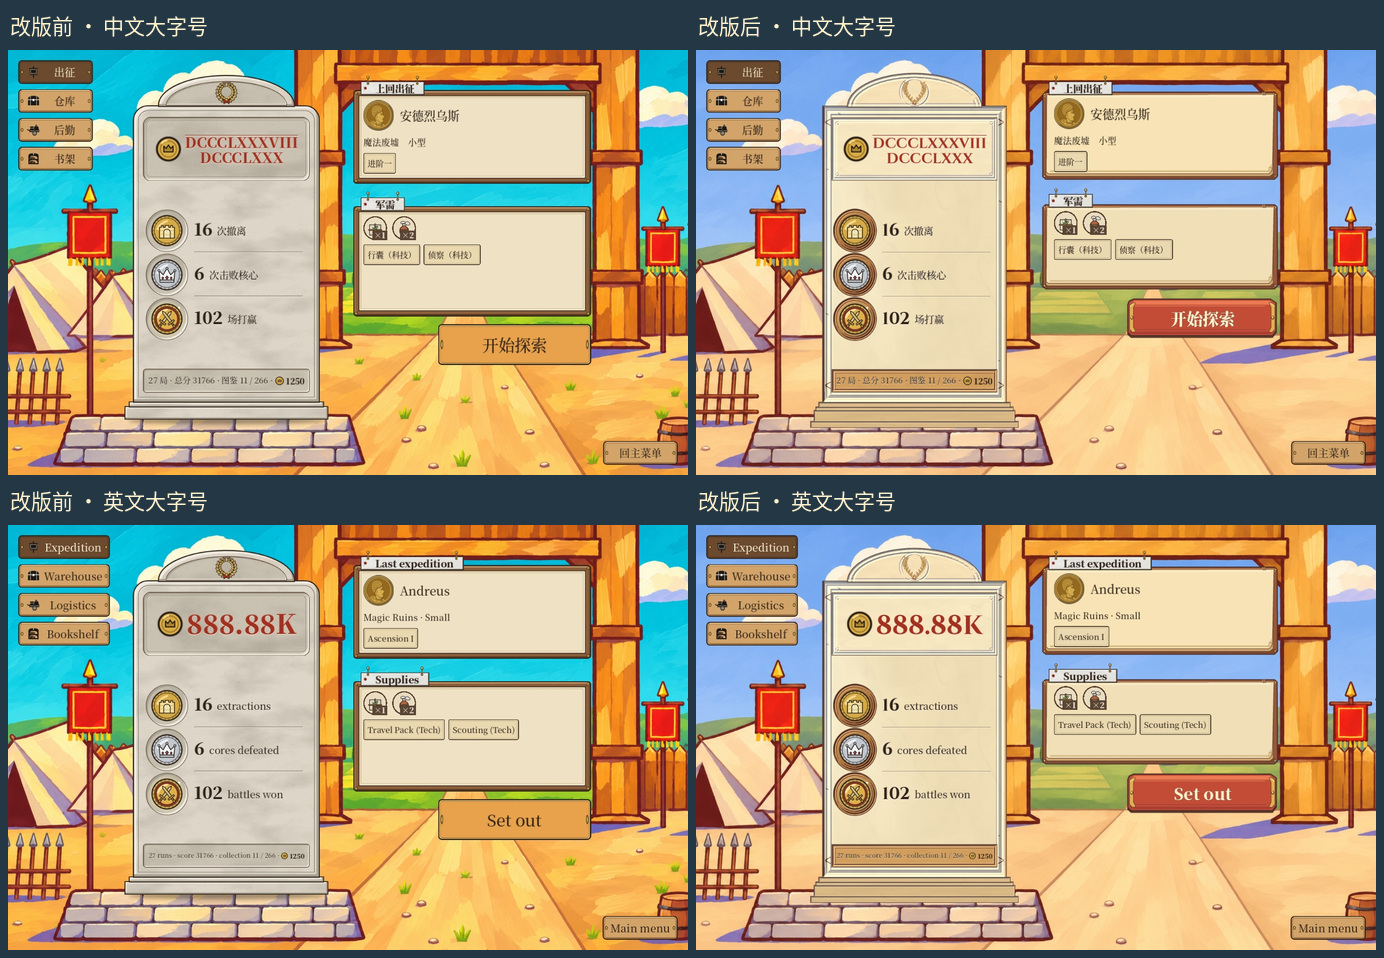 改版前 · 中文大字号
出征
仓库
后勤
书架
DCCCLXXXVIII
DCCCLXXX
16 次撤离
6 次击败核心
102 场打赢
27 局 · 总分 31766 · 图鉴 11 / 266 · 1250
上回出征
安德烈乌斯
魔法废墟 小型
进阶一
军需
×1 ×2
行囊（科技） 侦察（科技）
开始探索
回主菜单
改版后 · 中文大字号
出征
仓库
后勤
书架
DCCCLXXXVIII
DCCCLXXX
16 次撤离
6 次击败核心
102 场打赢
27 局 · 总分 31766 · 图鉴 11 / 266 · 1250
上回出征
安德烈乌斯
魔法废墟 小型
进阶一
军需
×1 ×2
行囊（科技） 侦察（科技）
开始探索
回主菜单
改版前 · 英文大字号
Expedition
Warehouse
Logistics
Bookshelf
888.88K
16 extractions
6 cores defeated
102 battles won
27 runs · score 31766 · collection 11 / 266 · 1250
Last expedition
Andreus
Magic Ruins · Small
Ascension I
Supplies
×1 ×2
Travel Pack (Tech) Scouting (Tech)
Set out
Main menu
改版后 · 英文大字号
Expedition
Warehouse
Logistics
Bookshelf
888.88K
16 extractions
6 cores defeated
102 battles won
27 runs · score 31766 · collection 11 / 266 · 1250
Last expedition
Andreus
Magic Ruins · Small
Ascension I
Supplies
×1 ×2
Travel Pack (Tech) Scouting (Tech)
Set out
Main menu